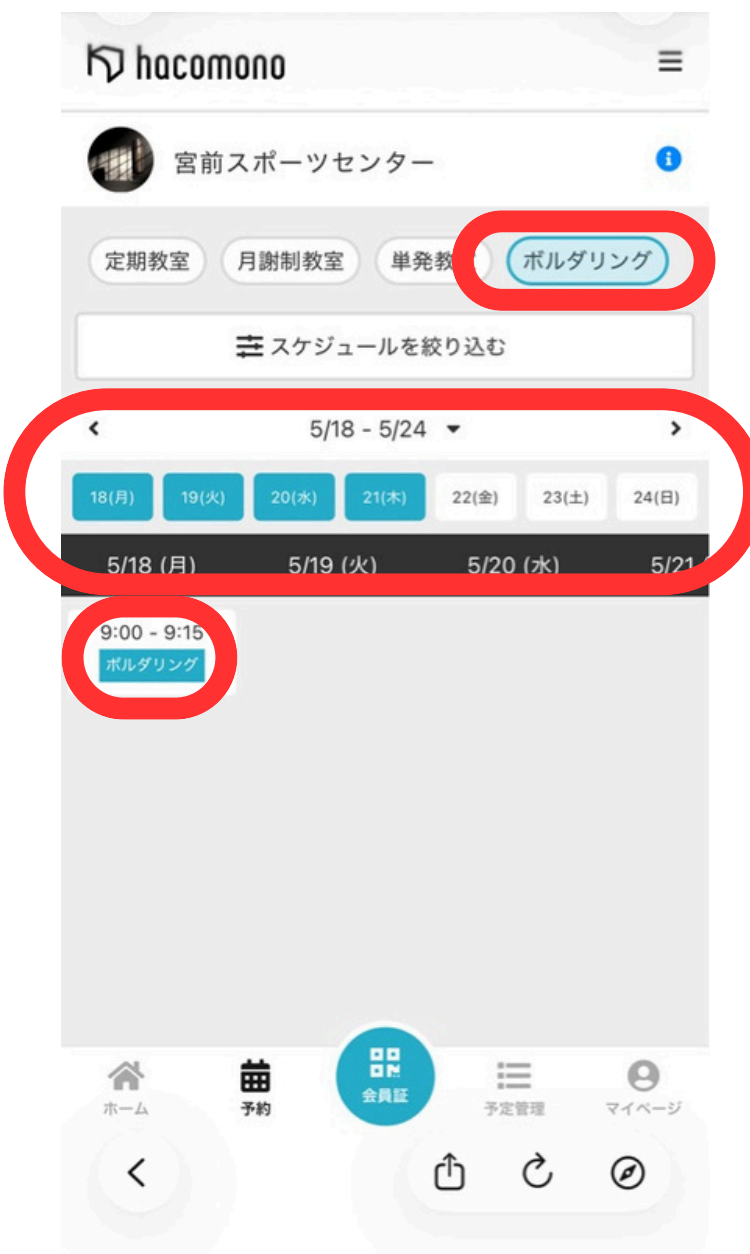 hacomono
宮前スポーツセンター
定期教室 月謝制教室 単発教 ボルダリング
スケジュールを絞り込む
5/18 - 5/24
18(月) 19(火) 20(水) 21(木) 22(金) 23(土) 24(日)
5/18 (月) 5/19 (火) 5/20 (水) 5/21
9:00 - 9:15
ボルダリング
会員証
ホーム 予約 予定管理 マイページ